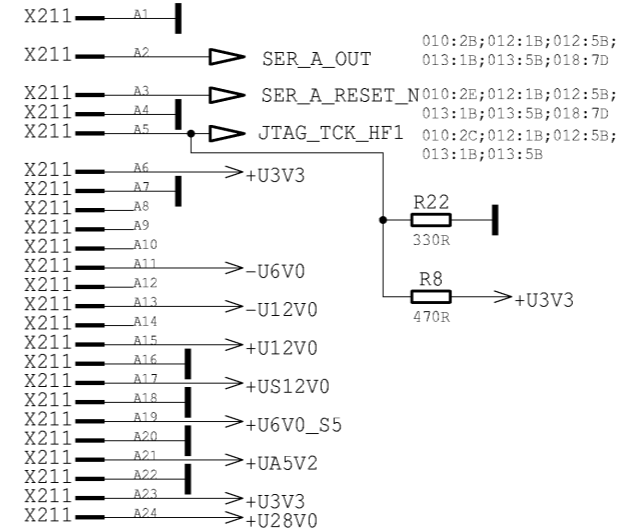 X211 A1
X211 A2 SER_A_OUT 010:2B;012:1B;012:5B;
013:1B;013:5B;018:7D
X211 A3 SER_A_RESET_N 010:2E;012:1B;012:5B;
X211 A4 013:1B;013:5B;018:7D
X211 A5 JTAG_TCK_HF1 010:2C;012:1B;012:5B;
013:1B;013:5B
X211 A6 +U3V3
X211 A7
X211 A8 R22
X211 A9
X211 A10 330R
X211 A11 -U6V0
X211 A12 R8
X211 A13 -U12V0 +U3V3
X211 A14 470R
X211 A15 +U12V0
X211 A16
X211 A17 +US12V0
X211 A18
X211 A19 +U6V0_S5
X211 A20
X211 A21 +UA5V2
X211 A22
X211 A23 +U3V3
X211 A24 +U28V0